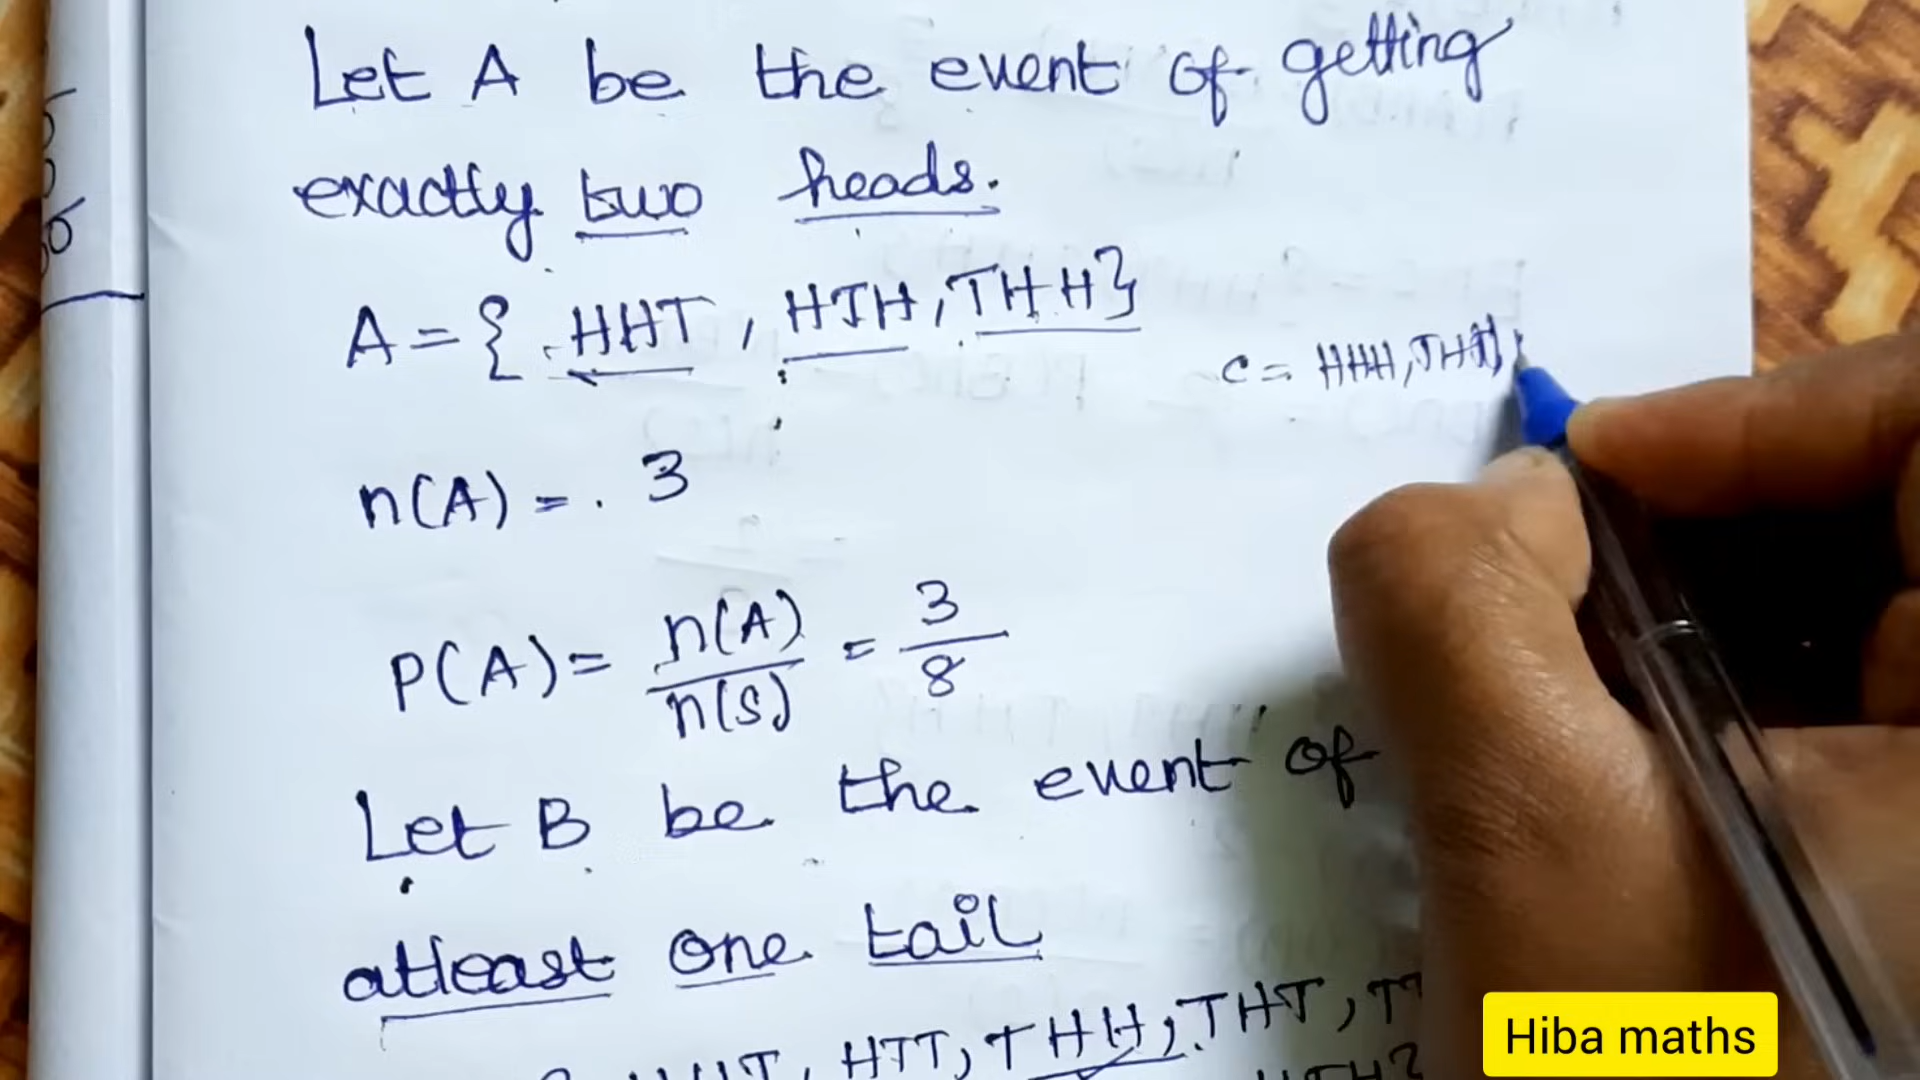 Let A be the event of getting
exactly two heads.
A = { HHT, HTH, THH}
C = HHH,
n(A) = 3
P(A) = n(A)/n(S) = 3/8
Let B be the event of
atleast one tail
HHT, HTT, THH, THT,
Hiba maths